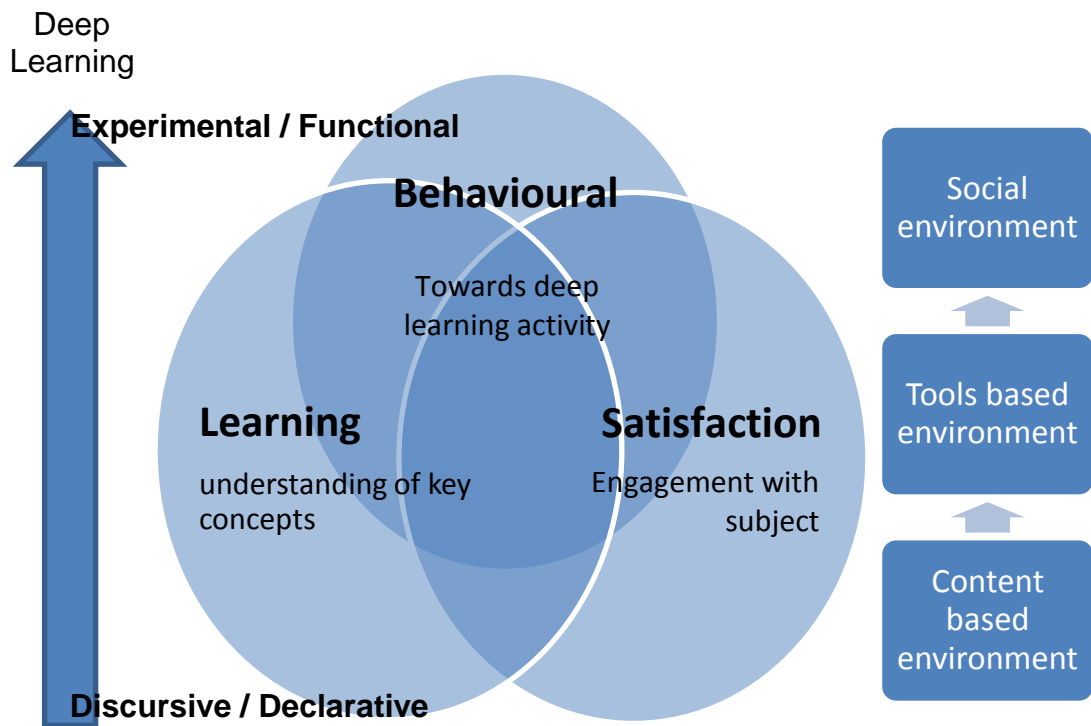 Deep
Learning
Experimental / Functional
Behavioural
Towards deep
learning activity
Learning
understanding of key
concepts
Satisfaction
Engagement with
subject
Discursive / Declarative
Social
environment
Tools based
environment
Content
based
environment